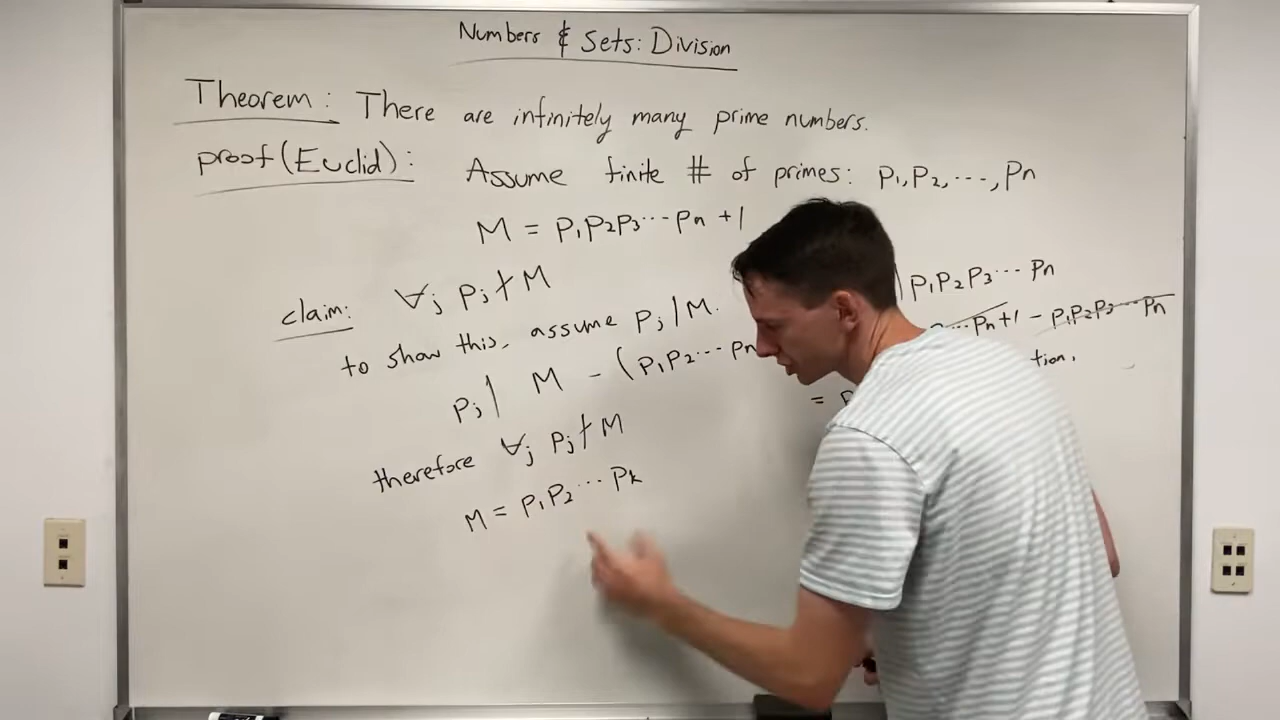 Numbers & Sets: Division
Theorem: There are infinitely many prime numbers.
proof (Euclid): Assume finite # of primes: p₁, p₂, ..., pₙ
M = p₁p₂p₃...pₙ + 1
claim: ∀ⱼ pⱼ ∤ M
| p₁p₂p₃...pₙ
to show this, assume pⱼ | M.
...pₙ + 1 - p₁p₂p₃...pₙ
pⱼ | M - (p₁p₂...pₙ
tion.
=
therefore ∀ⱼ pⱼ ∤ M
M = p₁p₂...pₖ